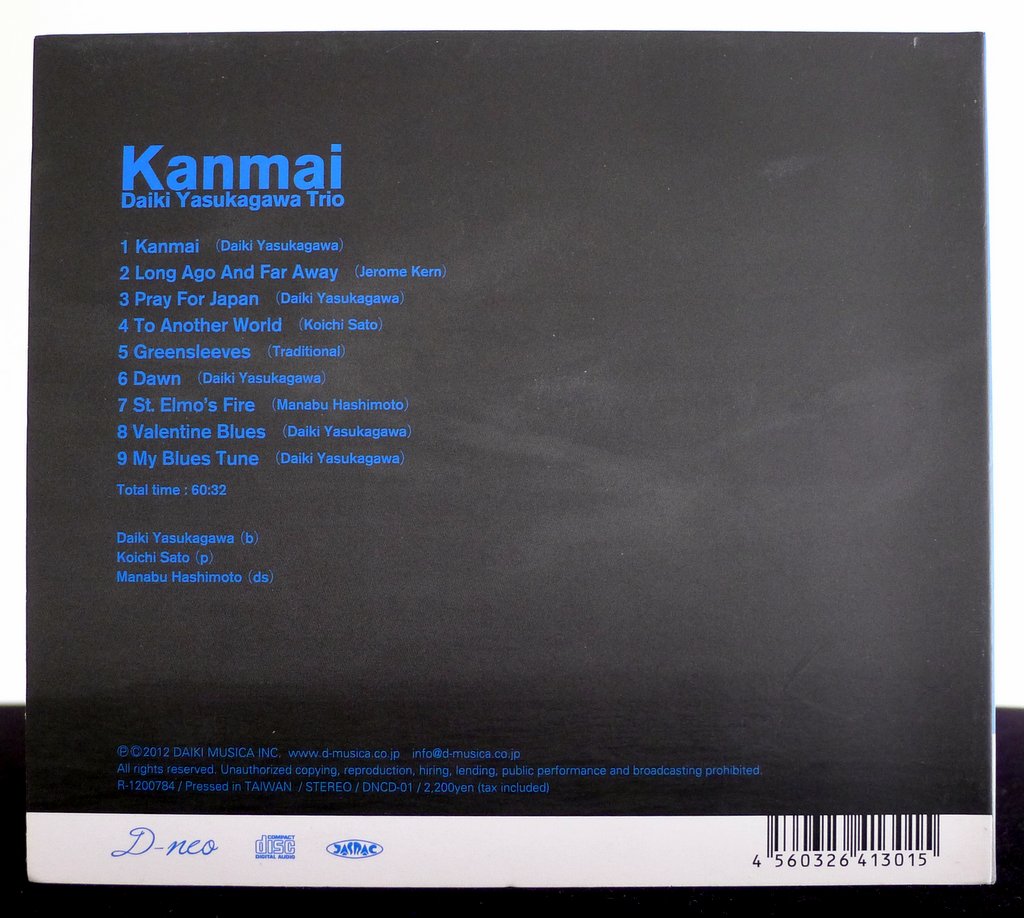 Kanmai
Daiki Yasukagawa Trio
1 Kanmai (Daiki Yasukagawa)
2 Long Ago And Far Away (Jerome Kern)
3 Pray For Japan (Daiki Yasukagawa)
4 To Another World (Koichi Sato)
5 Greensleeves (Traditional)
6 Dawn (Daiki Yasukagawa)
7 St. Elmo's Fire (Manabu Hashimoto)
8 Valentine Blues (Daiki Yasukagawa)
9 My Blues Tune (Daiki Yasukagawa)
Total time : 60:32
Daiki Yasukagawa (b)
Koichi Sato (p)
Manabu Hashimoto (ds)
℗©2012 DAIKI MUSICA INC. www.d-musica.co.jp info@d-musica.co.jp
All rights reserved. Unauthorized copying, reproduction, hiring, lending, public performance and broadcasting prohibited.
R-1200784 / Pressed in TAIWAN / STEREO / DNCD-01 / 2,200yen (tax included)
D-neo COMPACT disc DIGITAL AUDIO JASRAC
4 560326 413015